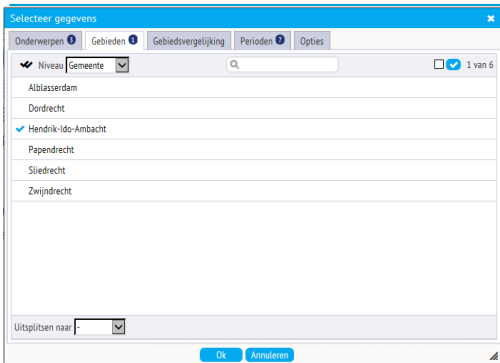 Selecteer gegevens
Onderwerpen 3 Gebieden 1 Gebiedsvergelijking Perioden 7 Opties
Niveau Gemeente 1 van 6
Alblasserdam
Dordrecht
Hendrik-Ido-Ambacht
Papendrecht
Sliedrecht
Zwijndrecht
Uitsplitsen naar -
Ok Annuleren